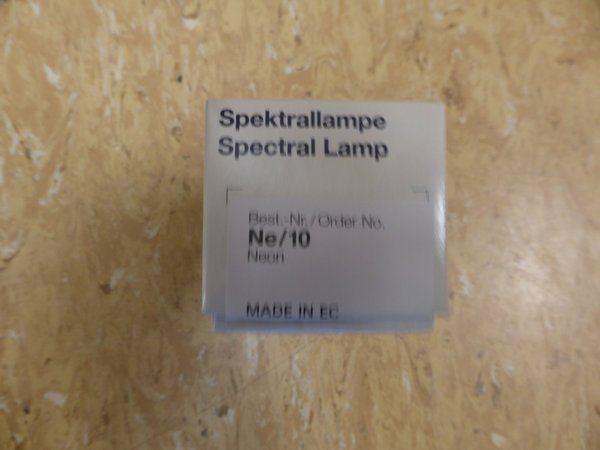 Spektrallampe
Spectral Lamp
Best.-Nr./Order No.
Ne/10
Neon
MADE IN EC